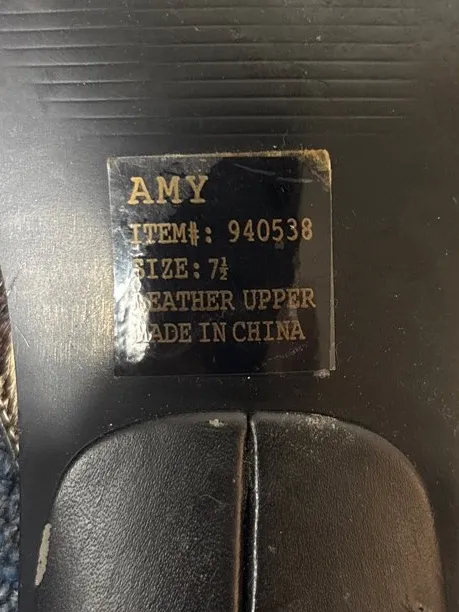 AMY
ITEM#: 940538
SIZE: 7½
LEATHER UPPER
MADE IN CHINA